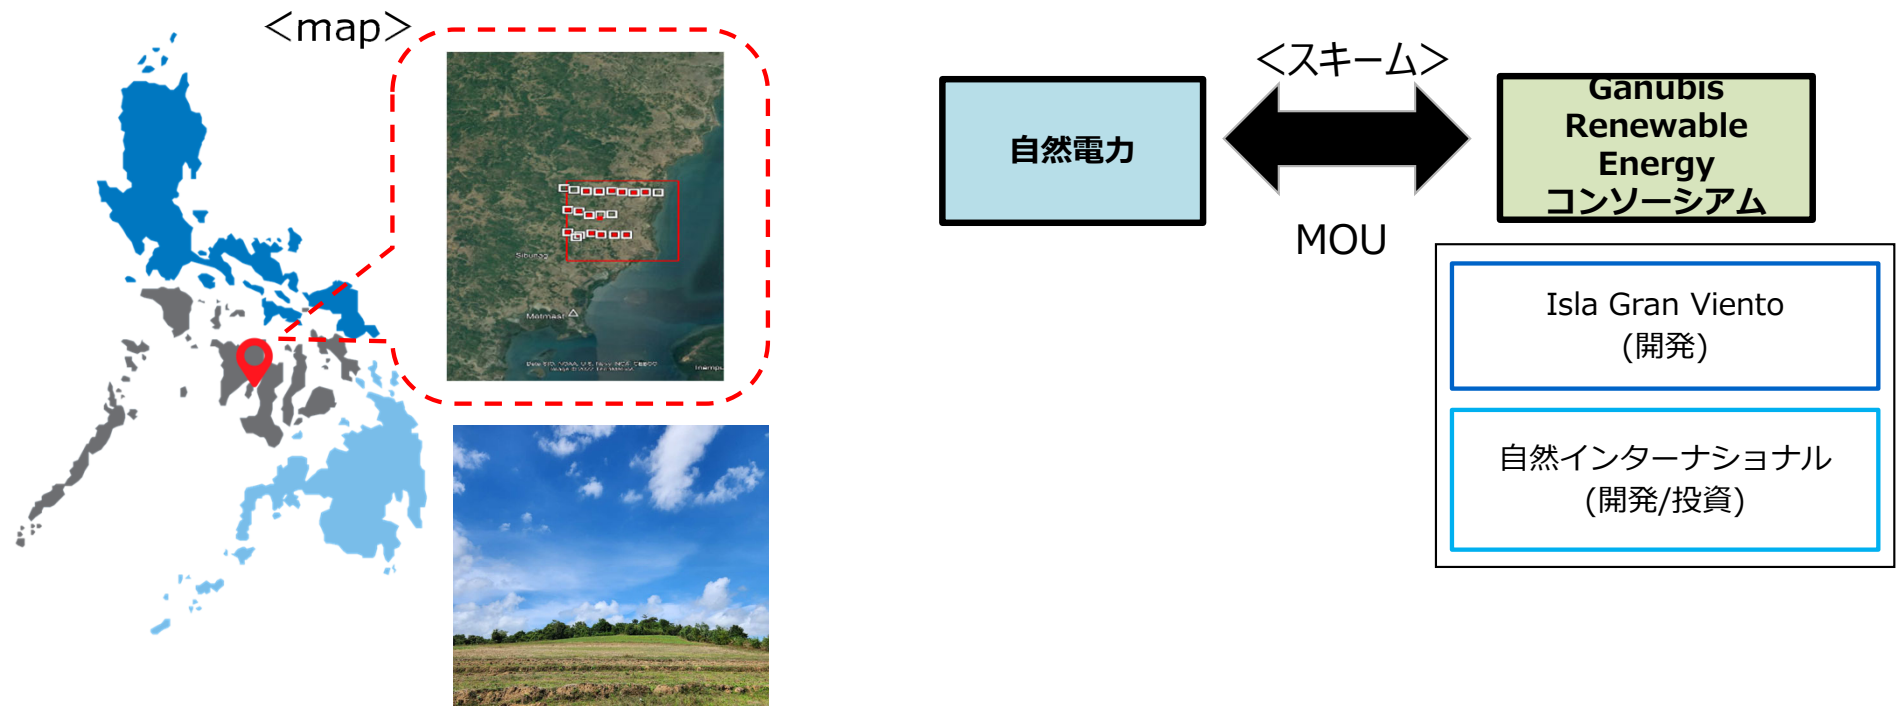 <map>
Sibunag
<スキーム>
自然電力
MOU
Ganubis
Renewable
Energy
コンソーシアム
Isla Gran Viento
(開発)
自然インターナショナル
(開発/投資)